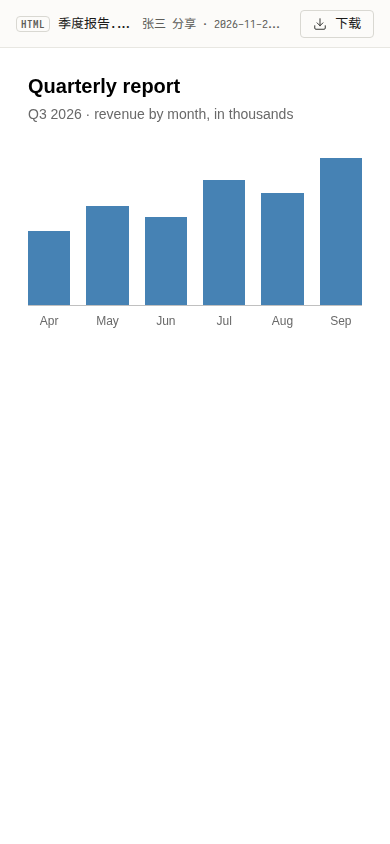 HTML 季度报告.... 张三 分享 · 2026-11-2... 下载
Quarterly report
Q3 2026 · revenue by month, in thousands
Apr May Jun Jul Aug Sep